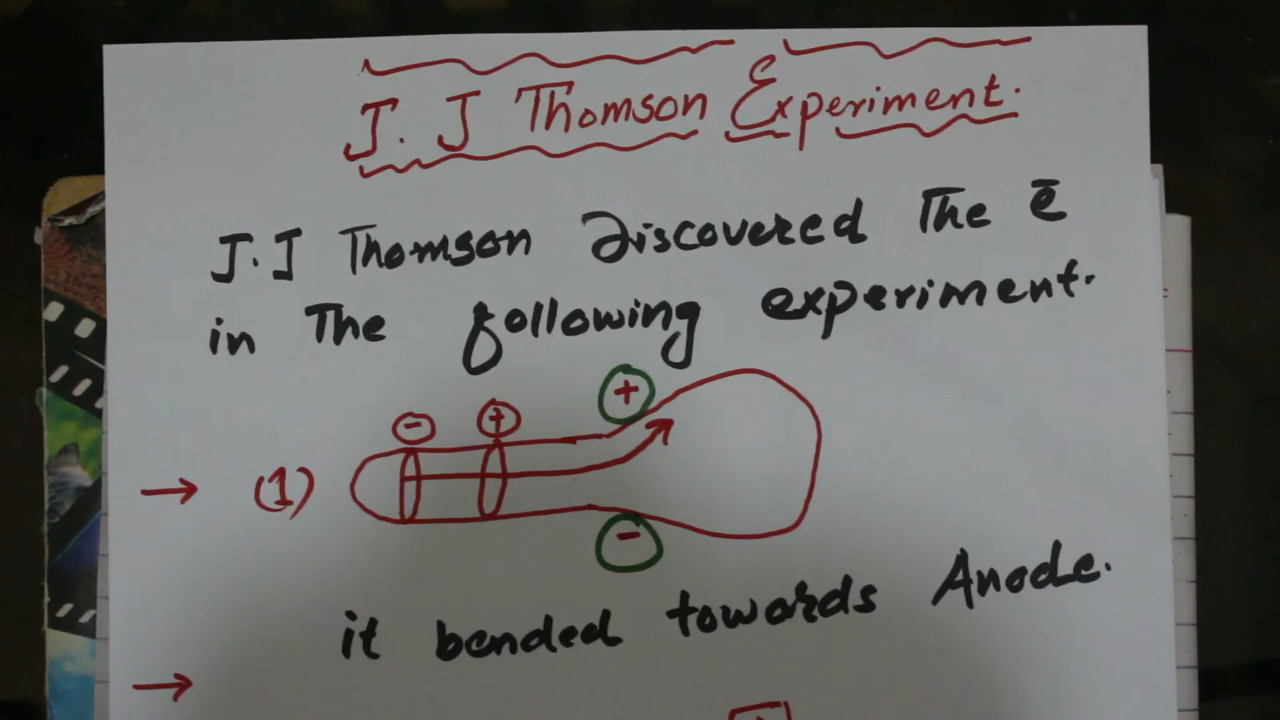 J. J Thomson Experiment.
J.J Thomson Discovered The ē
in The following experiment.
- + +
→ (1)
-
it bended towards Anode.
→